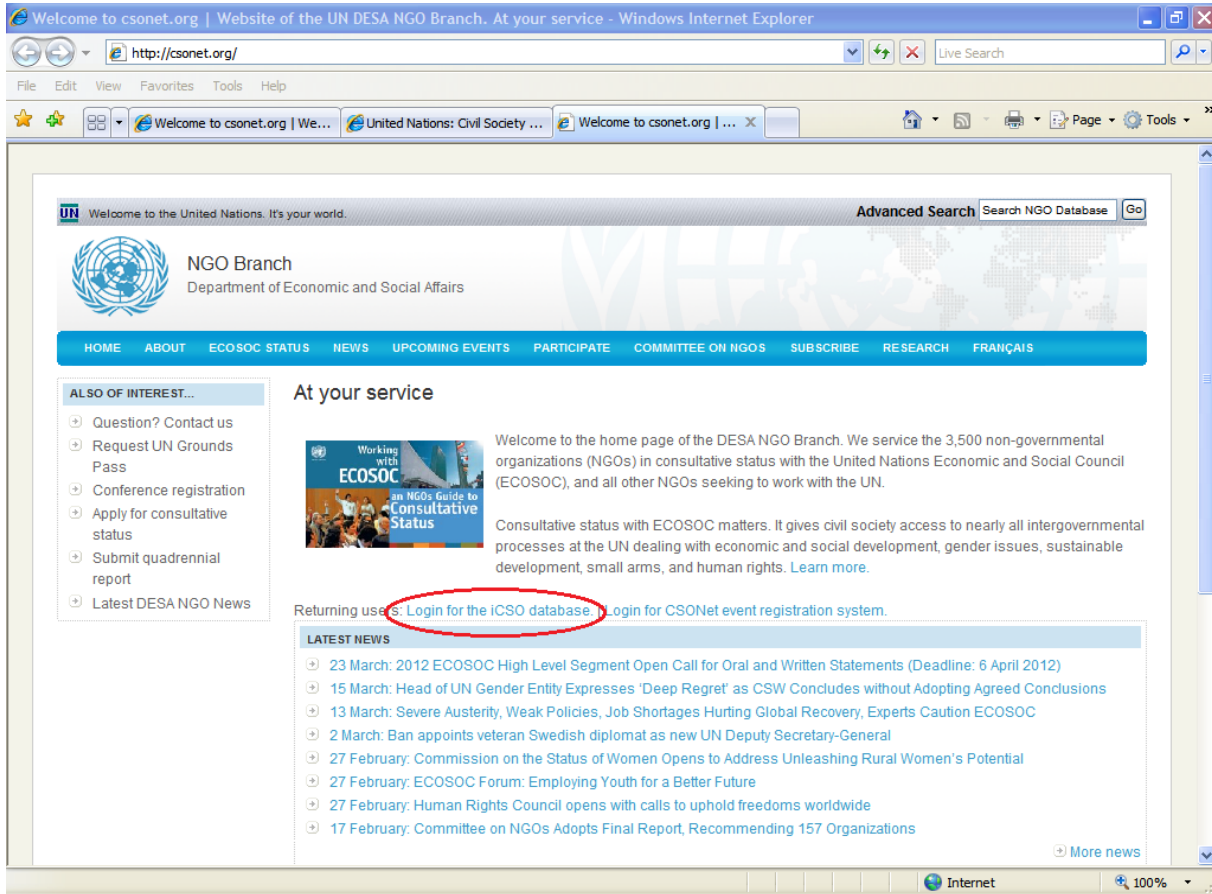 Welcome to csonet.org | Website of the UN DESA NGO Branch. At your service - Windows Internet Explorer
http://csonet.org/
Live Search
File Edit View Favorites Tools Help
Welcome to csonet.org | We...
United Nations: Civil Society ...
Welcome to csonet.org | ...
Page
Tools
UN Welcome to the United Nations. It's your world.
Advanced Search Search NGO Database Go
NGO Branch
Department of Economic and Social Affairs
HOME ABOUT ECOSOC STATUS NEWS UPCOMING EVENTS PARTICIPATE COMMITTEE ON NGOS SUBSCRIBE RESEARCH FRANÇAIS
ALSO OF INTEREST...
Question? Contact us
Request UN Grounds
Pass
Conference registration
Apply for consultative
status
Submit quadrennial
report
Latest DESA NGO News
At your service
Working
with
ECOSOC
an NGOs Guide to
Consultative
Status
Welcome to the home page of the DESA NGO Branch. We service the 3,500 non-governmental
organizations (NGOs) in consultative status with the United Nations Economic and Social Council
(ECOSOC), and all other NGOs seeking to work with the UN.
Consultative status with ECOSOC matters. It gives civil society access to nearly all intergovernmental
processes at the UN dealing with economic and social development, gender issues, sustainable
development, small arms, and human rights. Learn more.
Returning users: Login for the iCSO database. | Login for CSONet event registration system.
LATEST NEWS
23 March: 2012 ECOSOC High Level Segment Open Call for Oral and Written Statements (Deadline: 6 April 2012)
15 March: Head of UN Gender Entity Expresses ‘Deep Regret’ as CSW Concludes without Adopting Agreed Conclusions
13 March: Severe Austerity, Weak Policies, Job Shortages Hurting Global Recovery, Experts Caution ECOSOC
2 March: Ban appoints veteran Swedish diplomat as new UN Deputy Secretary-General
27 February: Commission on the Status of Women Opens to Address Unleashing Rural Women’s Potential
27 February: ECOSOC Forum: Employing Youth for a Better Future
27 February: Human Rights Council opens with calls to uphold freedoms worldwide
17 February: Committee on NGOs Adopts Final Report, Recommending 157 Organizations
More news
Internet
100%